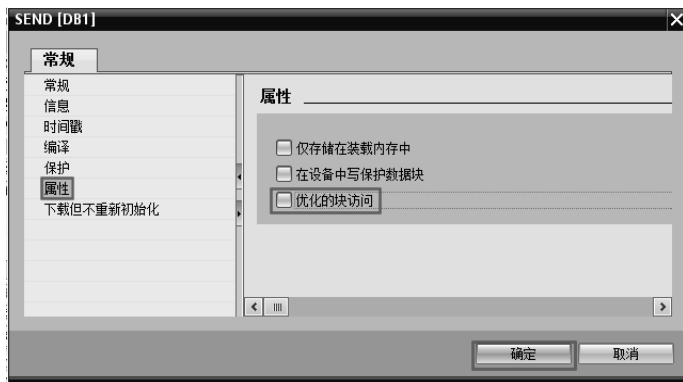 SEND [DB1]
常规
常规
信息
时间戳
编译
保护
属性
下载但不重新初始化
属性
仅存储在装载内存中
在设备中写保护数据块
优化的块访问
确定
取消